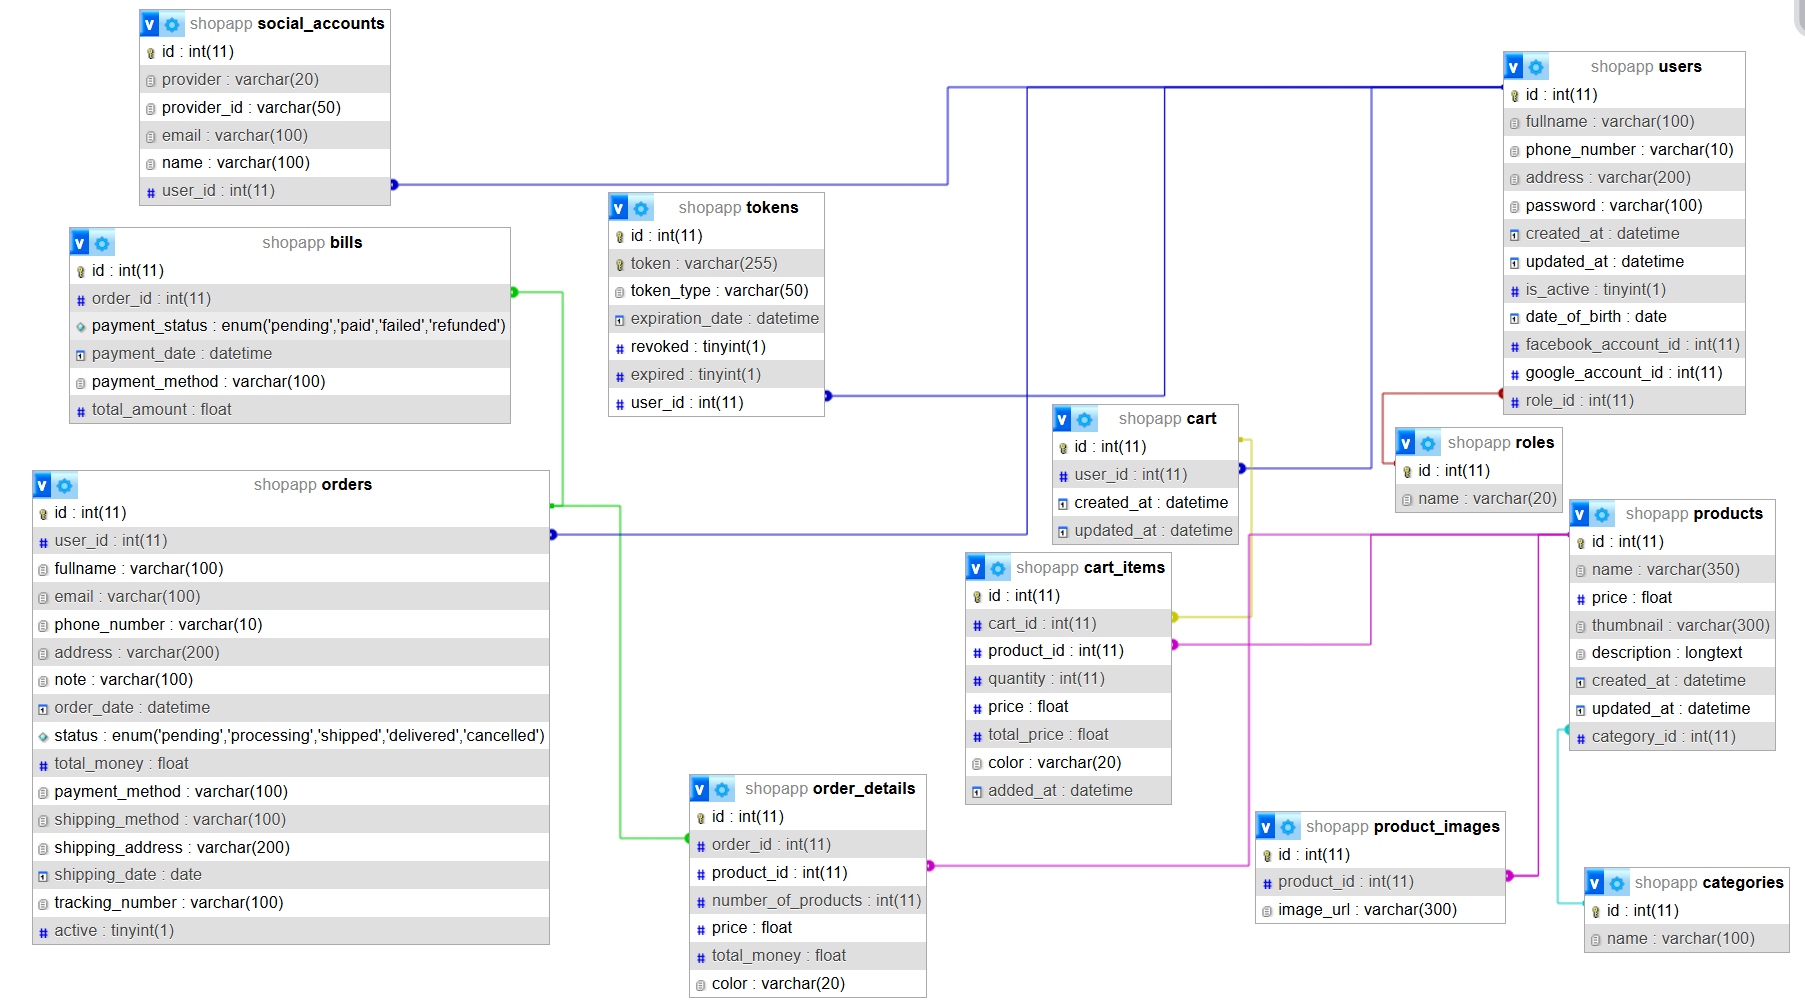 shopapp social_accounts
id : int(11)
provider : varchar(20)
provider_id : varchar(50)
email : varchar(100)
name : varchar(100)
user_id : int(11)
shopapp users
id : int(11)
fullname : varchar(100)
phone_number : varchar(10)
address : varchar(200)
password : varchar(100)
created_at : datetime
updated_at : datetime
is_active : tinyint(1)
date_of_birth : date
facebook_account_id : int(11)
google_account_id : int(11)
role_id : int(11)
shopapp tokens
id : int(11)
token : varchar(255)
token_type : varchar(50)
expiration_date : datetime
revoked : tinyint(1)
expired : tinyint(1)
user_id : int(11)
shopapp bills
id : int(11)
order_id : int(11)
payment_status : enum('pending','paid','failed','refunded')
payment_date : datetime
payment_method : varchar(100)
total_amount : float
shopapp cart
id : int(11)
user_id : int(11)
created_at : datetime
updated_at : datetime
shopapp roles
id : int(11)
name : varchar(20)
shopapp orders
id : int(11)
user_id : int(11)
fullname : varchar(100)
email : varchar(100)
phone_number : varchar(10)
address : varchar(200)
note : varchar(100)
order_date : datetime
status : enum('pending','processing','shipped','delivered','cancelled')
total_money : float
payment_method : varchar(100)
shipping_method : varchar(100)
shipping_address : varchar(200)
shipping_date : date
tracking_number : varchar(100)
active : tinyint(1)
shopapp products
id : int(11)
name : varchar(350)
price : float
thumbnail : varchar(300)
description : longtext
created_at : datetime
updated_at : datetime
category_id : int(11)
shopapp cart_items
id : int(11)
cart_id : int(11)
product_id : int(11)
quantity : int(11)
price : float
total_price : float
color : varchar(20)
added_at : datetime
shopapp order_details
id : int(11)
order_id : int(11)
product_id : int(11)
number_of_products : int(11)
price : float
total_money : float
color : varchar(20)
shopapp product_images
id : int(11)
product_id : int(11)
image_url : varchar(300)
shopapp categories
id : int(11)
name : varchar(100)